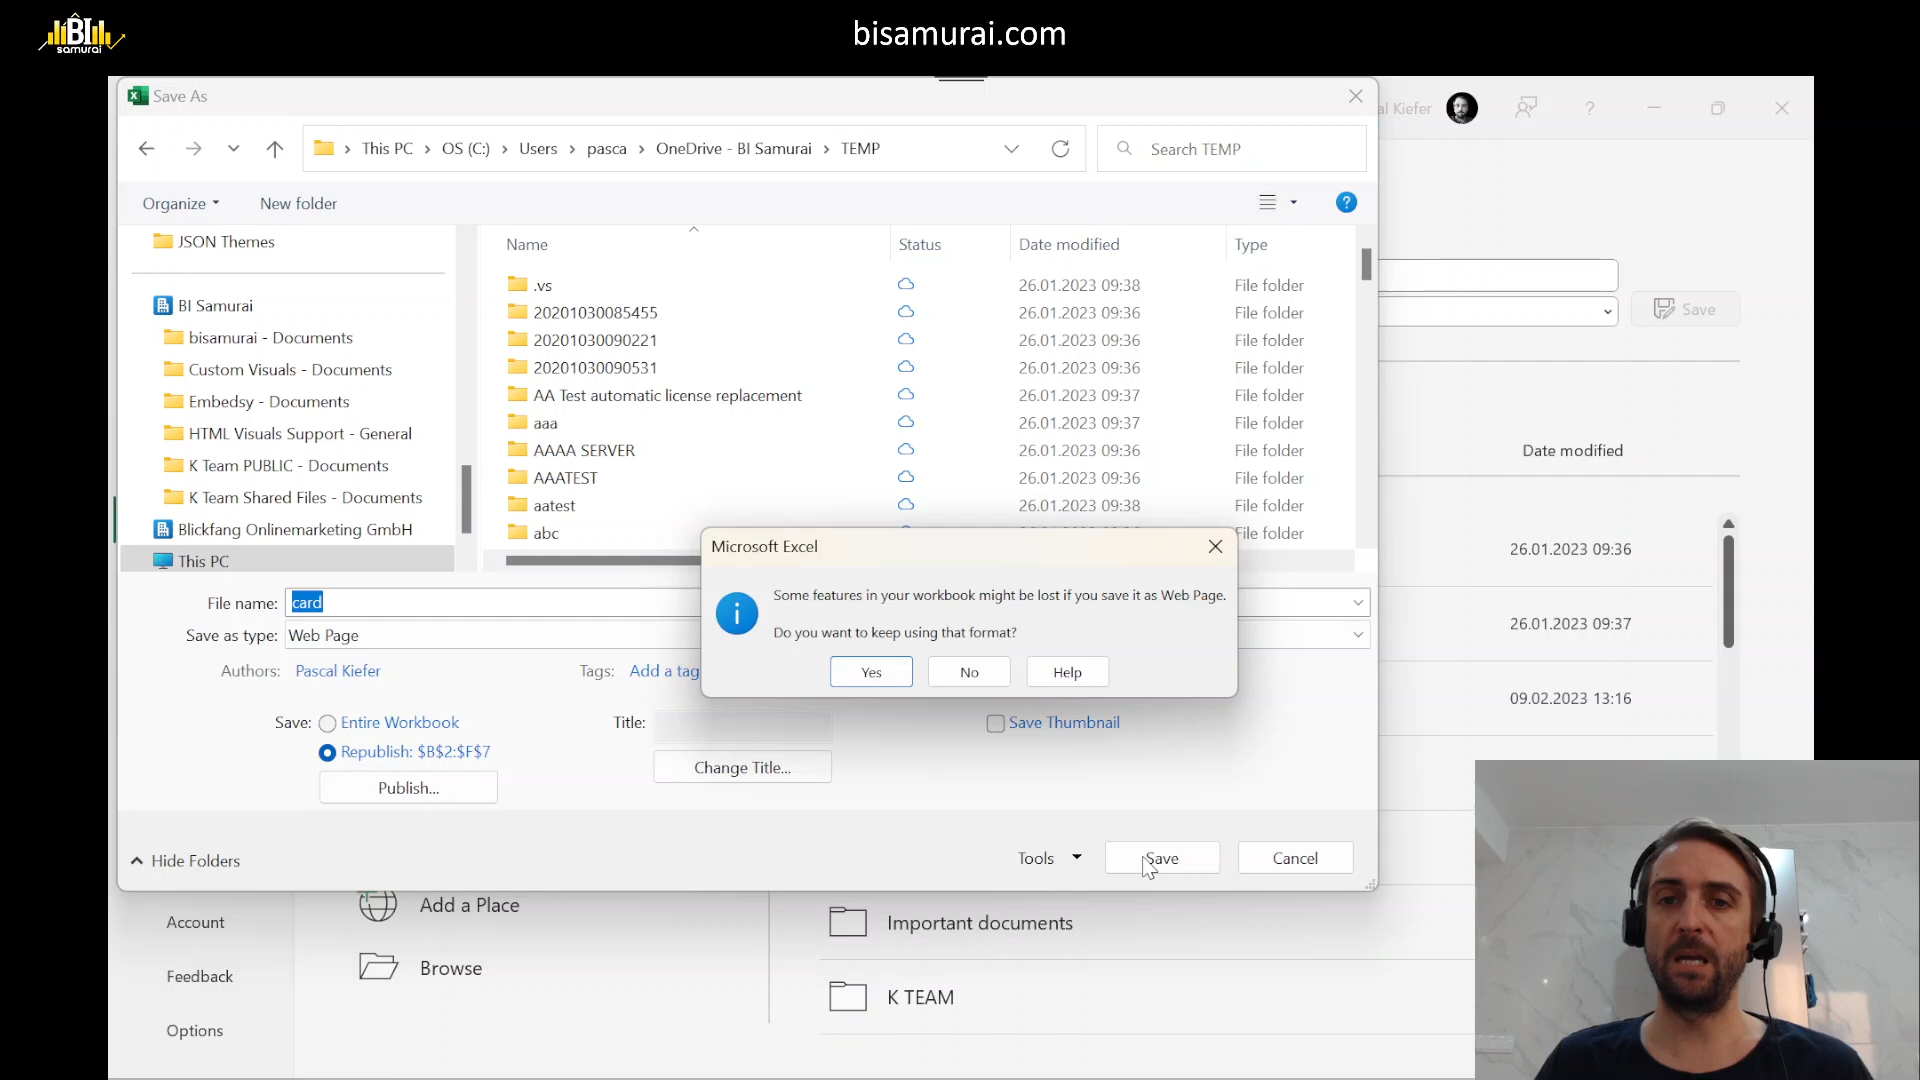 BI
samurai
bisamurai.com
Save As
al Kiefer
This PC
OS (C:)
Users
pasca
OneDrive - BI Samurai
TEMP
Search TEMP
Organize
New folder
JSON Themes
BI Samurai
bisamurai - Documents
Custom Visuals - Documents
Embedsy - Documents
HTML Visuals Support - General
K Team PUBLIC - Documents
K Team Shared Files - Documents
Blickfang Onlinemarketing GmbH
This PC
Name Status Date modified Type
.vs 26.01.2023 09:38 File folder
20201030085455 26.01.2023 09:36 File folder
20201030090221 26.01.2023 09:36 File folder
20201030090531 26.01.2023 09:36 File folder
AA Test automatic license replacement 26.01.2023 09:37 File folder
aaa 26.01.2023 09:37 File folder
AAAA SERVER 26.01.2023 09:36 File folder
AAATEST 26.01.2023 09:36 File folder
aatest 26.01.2023 09:38 File folder
abc File folder
Save
Date modified
26.01.2023 09:36
26.01.2023 09:37
09.02.2023 13:16
Microsoft Excel
Some features in your workbook might be lost if you save it as Web Page.
Do you want to keep using that format?
Yes No Help
File name: card
Save as type: Web Page
Authors: Pascal Kiefer
Tags: Add a tag
Save: Entire Workbook
Republish: $B$2:$F$7
Publish...
Title:
Change Title...
Save Thumbnail
Hide Folders
Tools Save Cancel
Account
Feedback
Options
Add a Place
Browse
Important documents
K TEAM